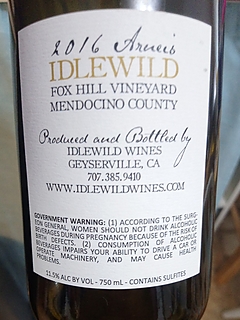 2016 Arneis
IDLEWILD
FOX HILL VINEYARD
MENDOCINO COUNTY
Produced and Bottled by
IDLEWILD WINES
GEYSERVILLE, CA
707.385.9410
WWW.IDLEWILDWINES.COM
GOVERNMENT WARNING: (1) ACCORDING TO THE SURG-
EON GENERAL, WOMEN SHOULD NOT DRINK ALCOHOLIC
BEVERAGES DURING PREGNANCY BECAUSE OF THE RISK OF
BIRTH DEFECTS. (2) CONSUMPTION OF ALCOHOLIC
BEVERAGES IMPAIRS YOUR ABILITY TO DRIVE A CAR OR
OPERATE MACHINERY, AND MAY CAUSE HEALTH
PROBLEMS.
11.5% ALC BY VOL - 750 mL - CONTAINS SULFITES